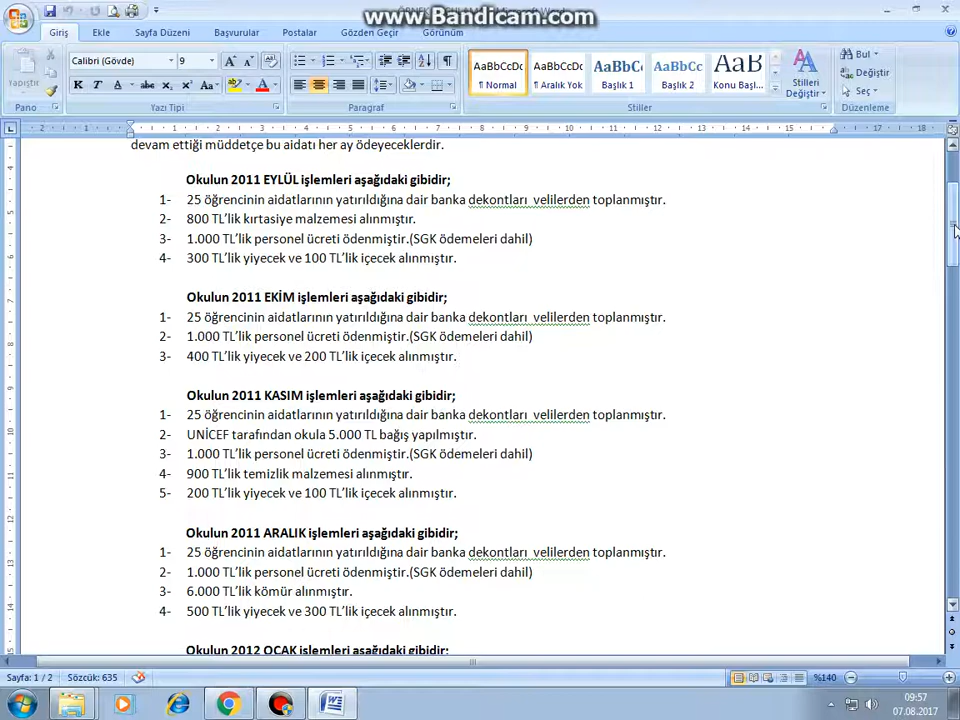 www.Bandicam.com
Giriş Ekle Sayfa Düzeni Başvurular Postalar Gözden Geçir Görünüm
Yapıştır
Calibri (Gövde) 9
Pano Yazı Tipi Paragraf Stiller Düzenleme
AaBbCcDc AaBbCcDc AaBbC AaBbCc AaB
¶ Normal ¶ Aralık Yok Başlık 1 Başlık 2 Konu Başl...
Stilleri Değiştir
Bul
Değiştir
Seç
devam ettiği müddetçe bu aidatı her ay ödeyeceklerdir.
Okulun 2011 EYLÜL işlemleri aşağıdaki gibidir;
1- 25 öğrencinin aidatlarının yatırıldığına dair banka dekontları velilerden toplanmıştır.
2- 800 TL’lik kırtasiye malzemesi alınmıştır.
3- 1.000 TL’lik personel ücreti ödenmiştir.(SGK ödemeleri dahil)
4- 300 TL’lik yiyecek ve 100 TL’lik içecek alınmıştır.
Okulun 2011 EKİM işlemleri aşağıdaki gibidir;
1- 25 öğrencinin aidatlarının yatırıldığına dair banka dekontları velilerden toplanmıştır.
2- 1.000 TL’lik personel ücreti ödenmiştir.(SGK ödemeleri dahil)
3- 400 TL’lik yiyecek ve 200 TL’lik içecek alınmıştır.
Okulun 2011 KASIM işlemleri aşağıdaki gibidir;
1- 25 öğrencinin aidatlarının yatırıldığına dair banka dekontları velilerden toplanmıştır.
2- UNİCEF tarafından okula 5.000 TL bağış yapılmıştır.
3- 1.000 TL’lik personel ücreti ödenmiştir.(SGK ödemeleri dahil)
4- 900 TL’lik temizlik malzemesi alınmıştır.
5- 200 TL’lik yiyecek ve 100 TL’lik içecek alınmıştır.
Okulun 2011 ARALIK işlemleri aşağıdaki gibidir;
1- 25 öğrencinin aidatlarının yatırıldığına dair banka dekontları velilerden toplanmıştır.
2- 1.000 TL’lik personel ücreti ödenmiştir.(SGK ödemeleri dahil)
3- 6.000 TL’lik kömür alınmıştır.
4- 500 TL’lik yiyecek ve 300 TL’lik içecek alınmıştır.
Okulun 2012 OCAK işlemleri aşağıdaki gibidir;
Sayfa: 1 / 2 Sözcük: 635 %140
09:57
07.08.2017